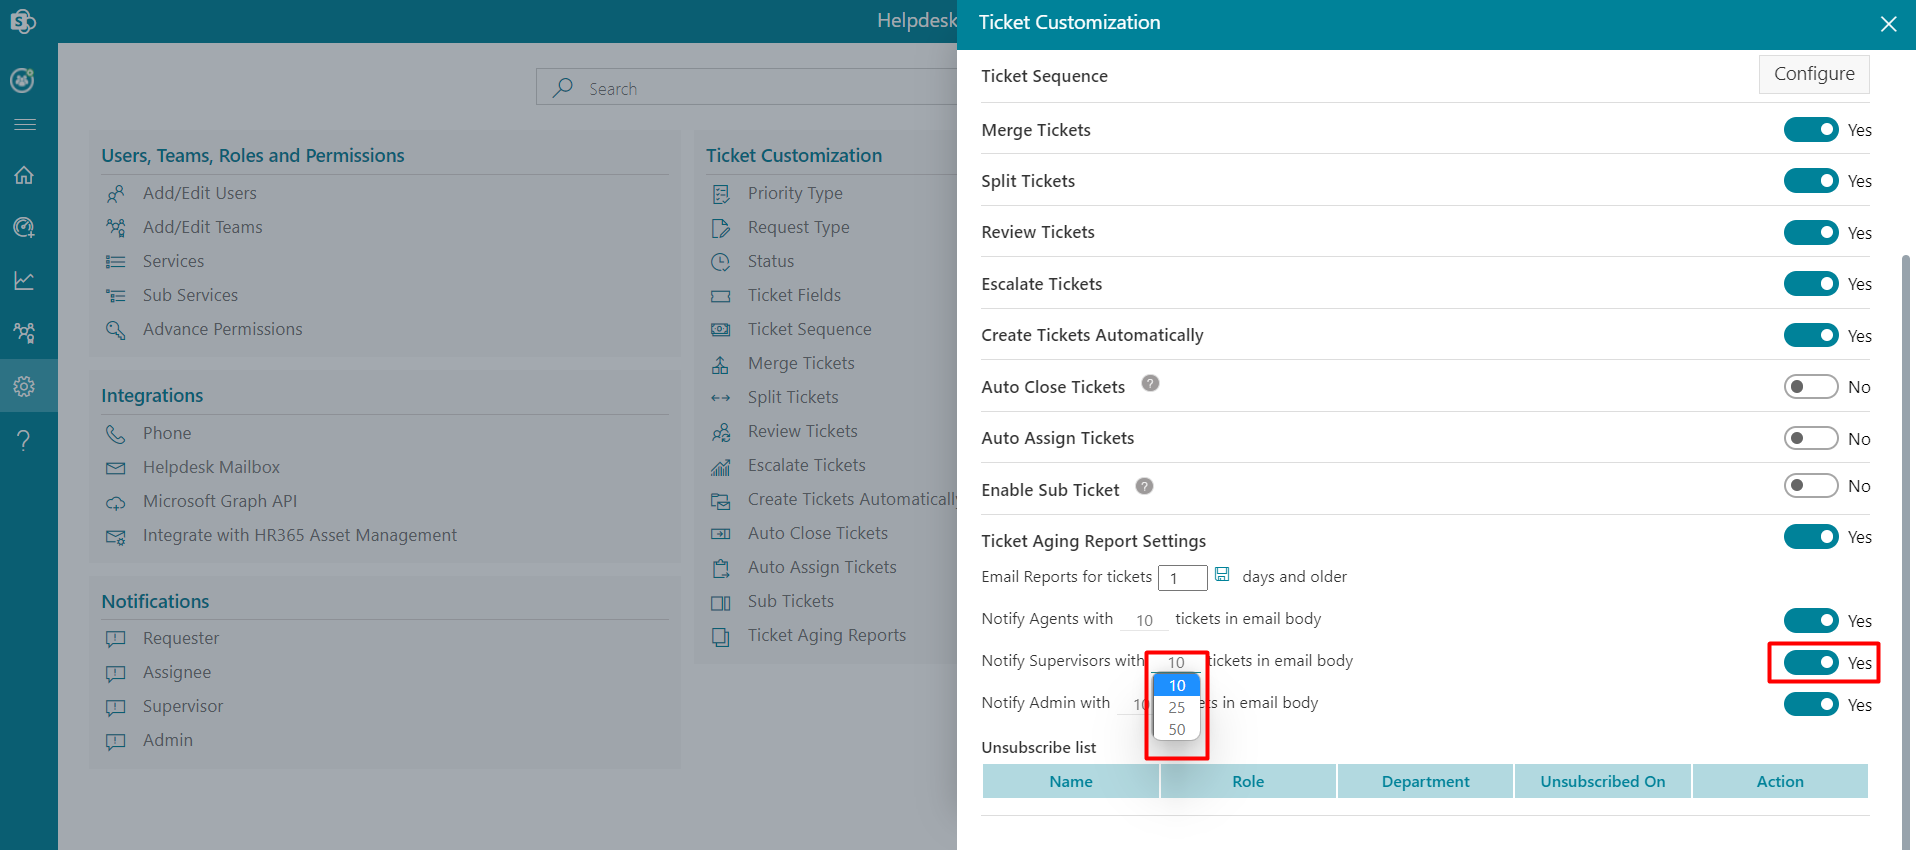 Helpdesk
Search
Users, Teams, Roles and Permissions
Add/Edit Users
Add/Edit Teams
Services
Sub Services
Advance Permissions
Integrations
Phone
Helpdesk Mailbox
Microsoft Graph API
Integrate with HR365 Asset Management
Notifications
Requester
Assignee
Supervisor
Admin
Ticket Customization
Priority Type
Request Type
Status
Ticket Fields
Ticket Sequence
Merge Tickets
Split Tickets
Review Tickets
Escalate Tickets
Create Tickets Automatically
Auto Close Tickets
Auto Assign Tickets
Sub Tickets
Ticket Aging Reports
Ticket Customization
Ticket Sequence Configure
Merge Tickets Yes
Split Tickets Yes
Review Tickets Yes
Escalate Tickets Yes
Create Tickets Automatically Yes
Auto Close Tickets ? No
Auto Assign Tickets No
Enable Sub Ticket ? No
Ticket Aging Report Settings Yes
Email Reports for tickets 1 days and older
Notify Agents with 10 tickets in email body Yes
Notify Supervisors with 10 tickets in email body Yes
10
25
50
Notify Admin with 10 ets in email body Yes
Unsubscribe list
Name Role Department Unsubscribed On Action